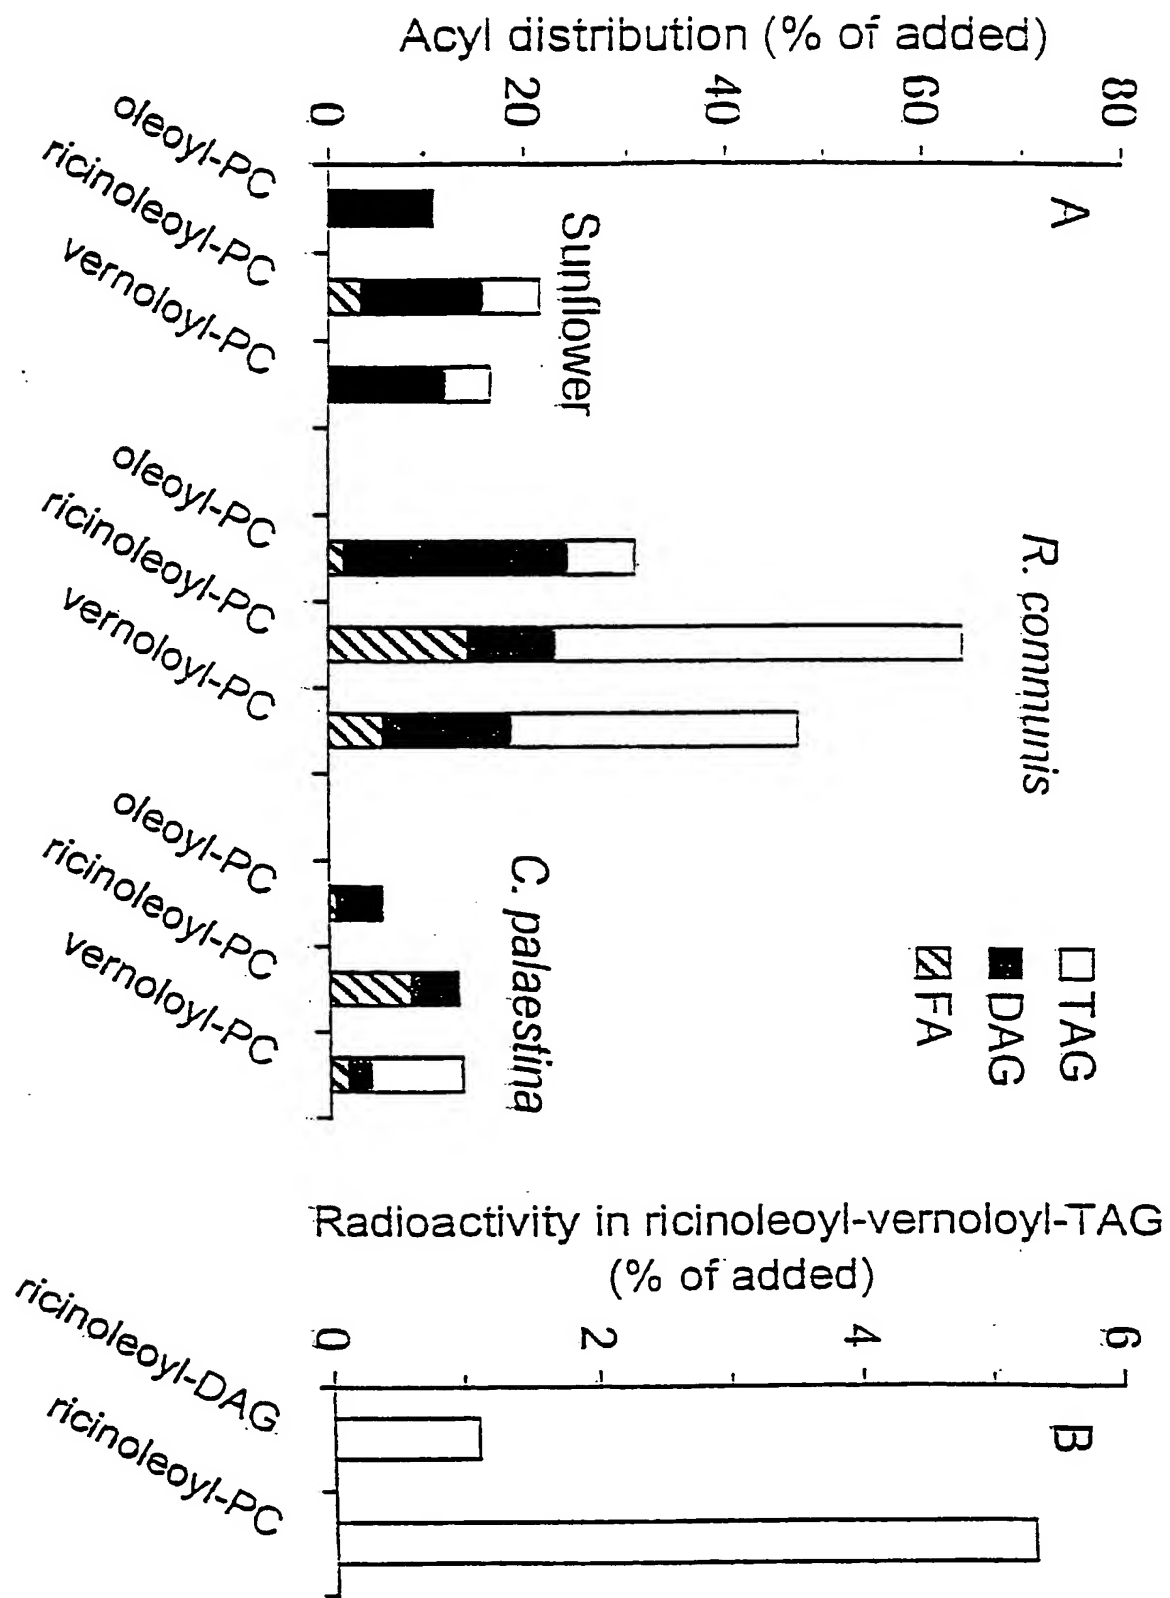 A
Acyl distribution (% of added)
80
60
40
20
0
Sunflower
R. communis
C. palaestina
TAG
DAG
FA
oleoyl-PC
ricinoleoyl-PC
vernoloyl-PC
oleoyl-PC
ricinoleoyl-PC
vernoloyl-PC
oleoyl-PC
ricinoleoyl-PC
vernoloyl-PC
B
Radioactivity in ricinoleoyl-vernoloyl-TAG
(% of added)
6
4
2
0
ricinoleoyl-DAG
ricinoleoyl-PC